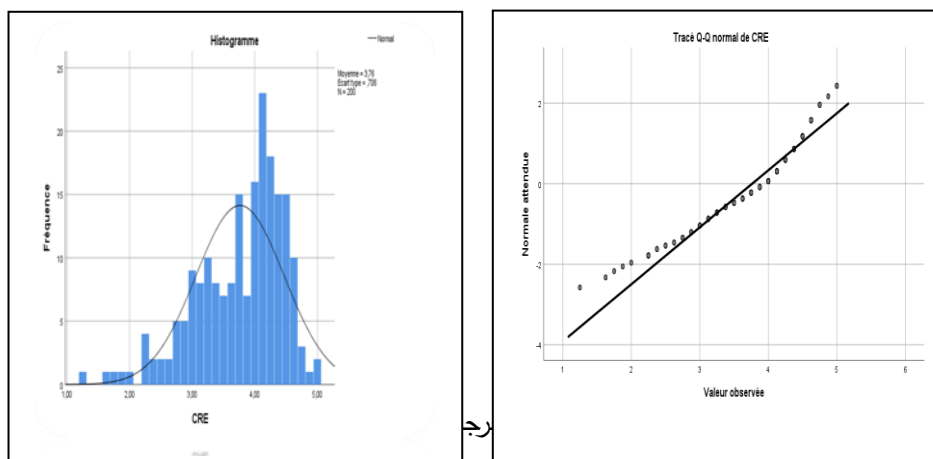 Histogramme
Normal
Moyenne = 3,76
Ecart type = ,706
N = 200
25
20
15
10
5
0
Fréquence
1,00 2,00 3,00 4,00 5,00
CRE
Tracé Q-Q normal de CRE
2
0
-2
-4
Normale attendue
1 2 3 4 5 6
Valeur observée